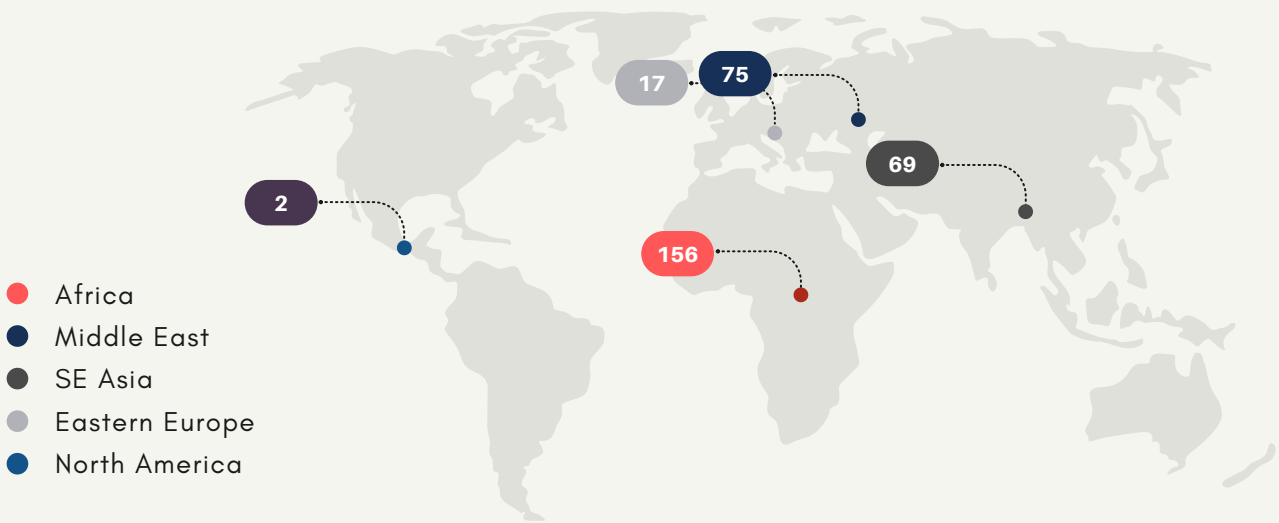 17
75
69
2
156
Africa
Middle East
SE Asia
Eastern Europe
North America